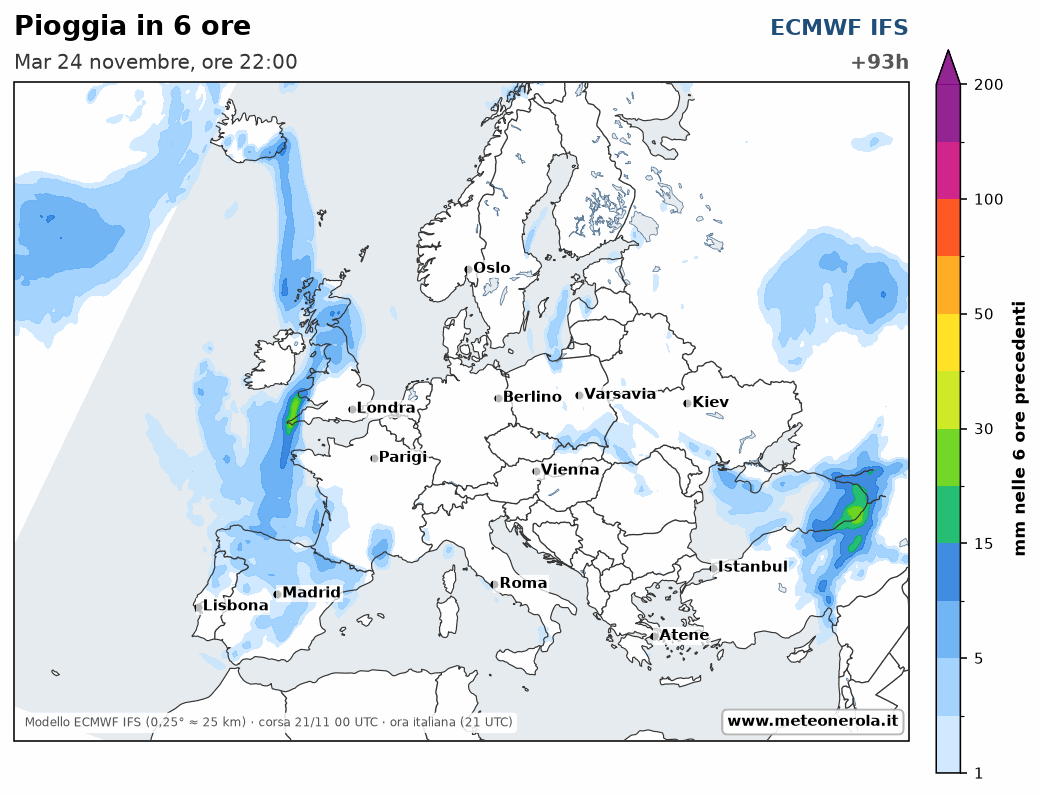 Pioggia in 6 ore
ECMWF IFS
Mar 24 novembre, ore 22:00
+93h
200
100
50
30
15
5
1
mm nelle 6 ore precedenti
Oslo
Berlino
Varsavia
Kiev
Londra
Parigi
Vienna
Istanbul
Roma
Madrid
Lisbona
Atene
Modello ECMWF IFS (0,25° ≈ 25 km) · corsa 21/11 00 UTC · ora italiana (21 UTC)
www.meteonerola.it